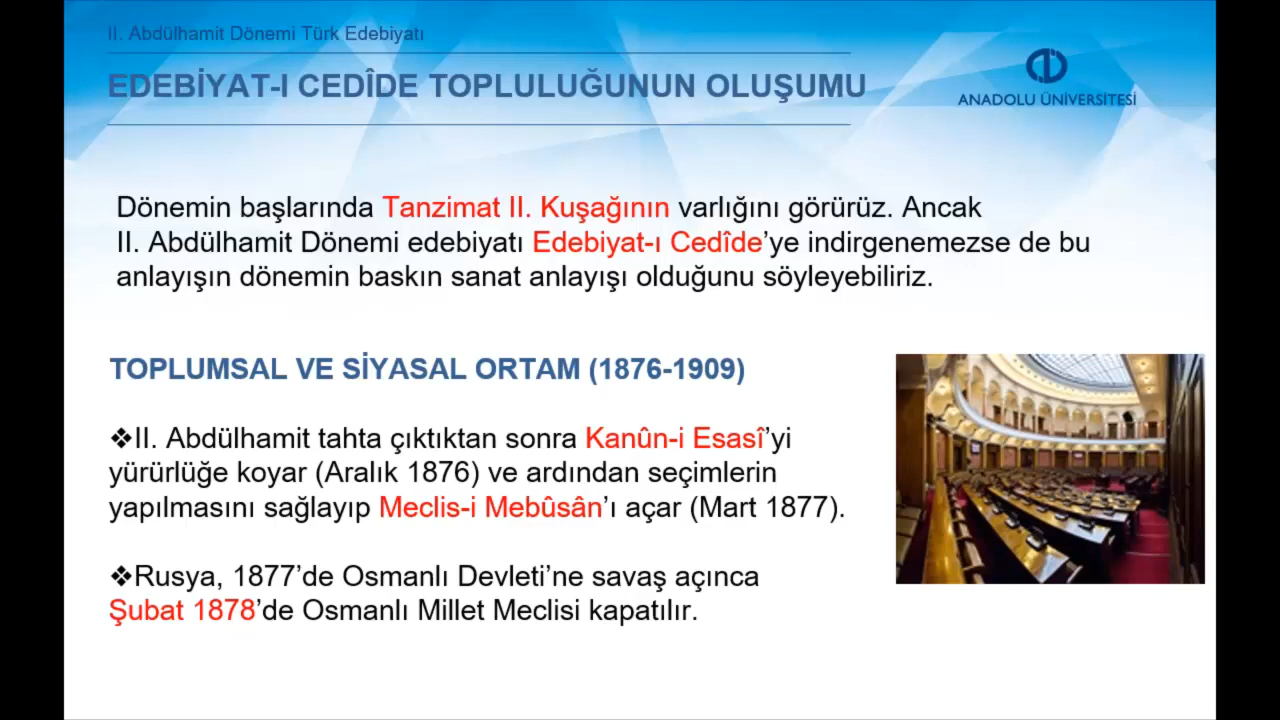 II. Abdülhamit Dönemi Türk Edebiyatı
EDEBİYAT-I CEDÎDE TOPLULUĞUNUN OLUŞUMU
ANADOLU ÜNİVERSİTESİ
Dönemin başlarında Tanzimat II. Kuşağının varlığını görürüz. Ancak
II. Abdülhamit Dönemi edebiyatı Edebiyat-ı Cedîde’ye indirgenemezse de bu
anlayışın dönemin baskın sanat anlayışı olduğunu söyleyebiliriz.
TOPLUMSAL VE SİYASAL ORTAM (1876-1909)
❖II. Abdülhamit tahta çıktıktan sonra Kanûn-i Esasî’yi
yürürlüğe koyar (Aralık 1876) ve ardından seçimlerin
yapılmasını sağlayıp Meclis-i Mebûsân’ı açar (Mart 1877).
❖Rusya, 1877’de Osmanlı Devleti’ne savaş açınca
Şubat 1878’de Osmanlı Millet Meclisi kapatılır.